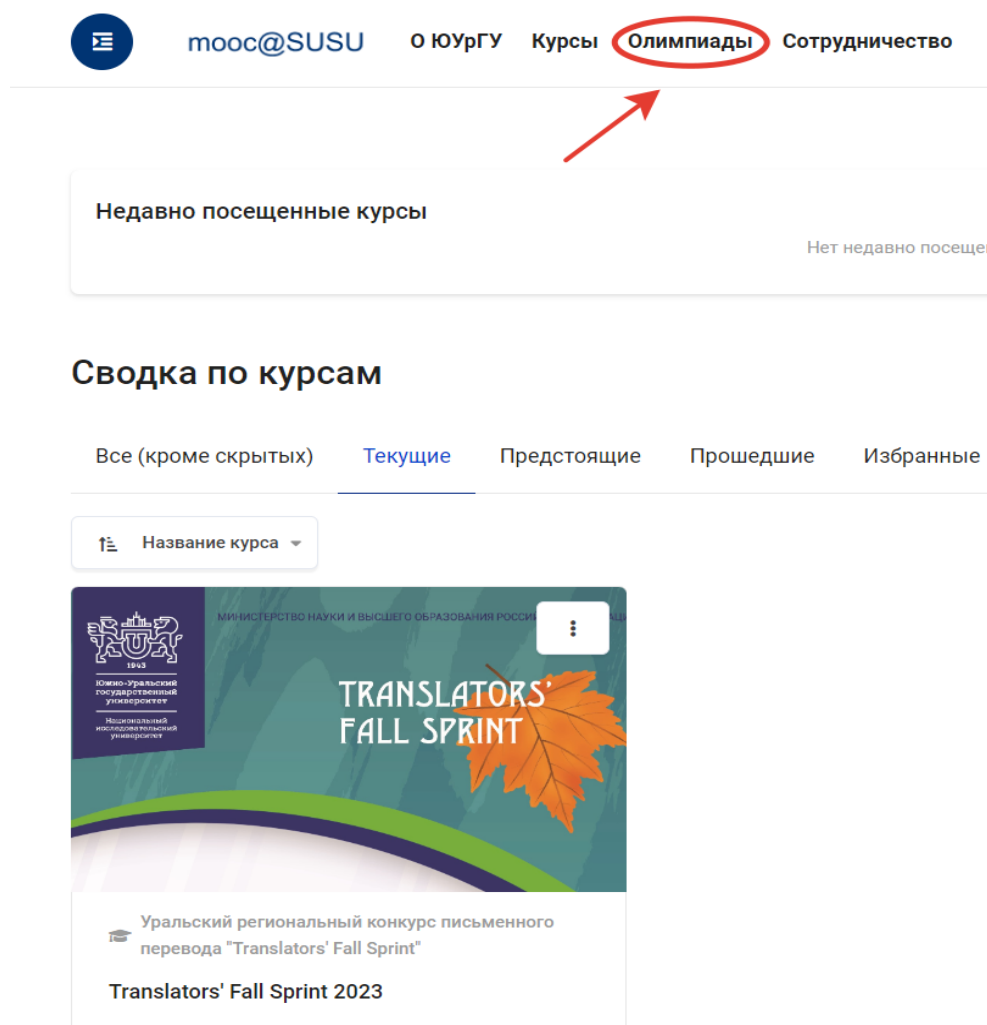 mooc@SUSU О ЮУрГУ Курсы Олимпиады Сотрудничество
Недавно посещенные курсы
Нет недавно посеще
Сводка по курсам
Все (кроме скрытых) Текущие Предстоящие Прошедшие Избранные
Название курса
МИНИСТЕРСТВО НАУКИ И ВЫСШЕГО ОБРАЗОВАНИЯ РОССИ
1943
Южно-Уральский
государственный
университет
Национальный
исследовательский
университет
TRANSLATORS'
FALL SPRINT
Уральский региональный конкурс письменного
перевода "Translators' Fall Sprint"
Translators' Fall Sprint 2023